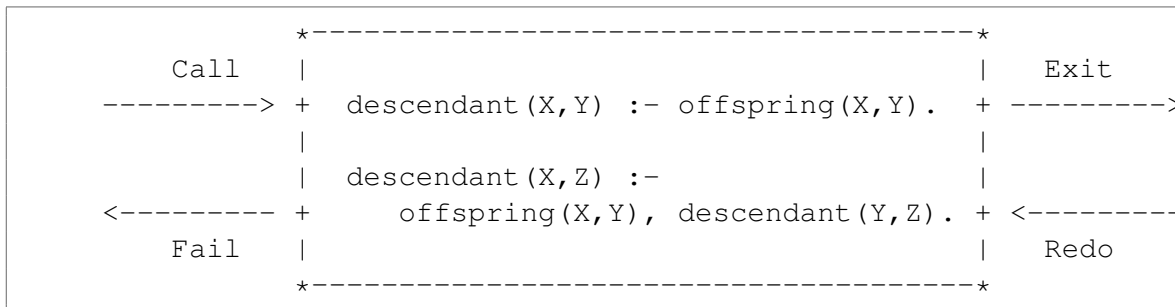 *--------------------------------------*
Call | | Exit
---------> + descendant(X,Y) :- offspring(X,Y). + --------->
| |
| descendant(X,Z) :- |
<--------- + offspring(X,Y), descendant(Y,Z). + <---------
Fail | | Redo
*--------------------------------------*